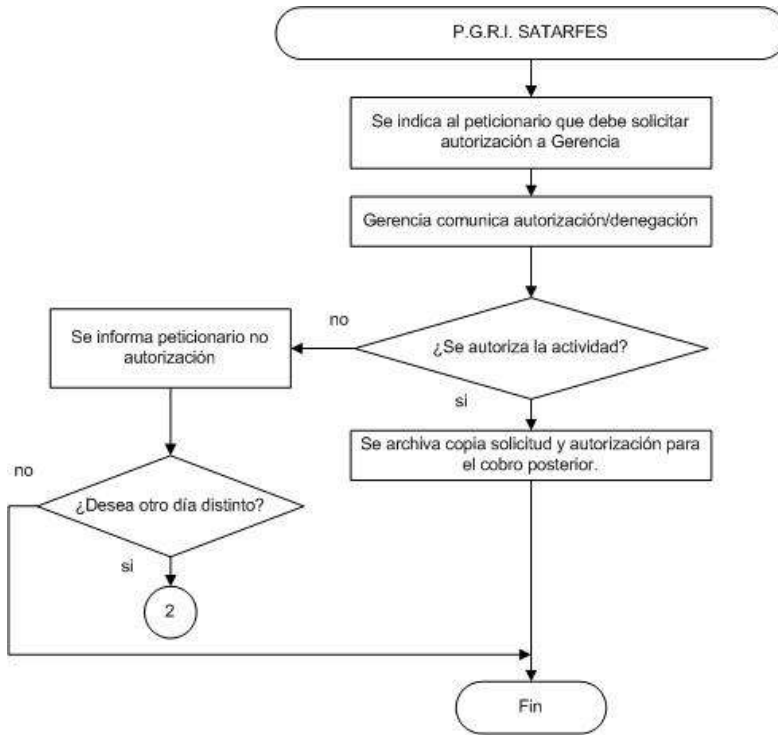 P.G.R.I. SATARFES
Se indica al peticionario que debe solicitar
autorización a Gerencia
Gerencia comunica autorización/denegación
¿Se autoriza la actividad?
no
si
Se informa peticionario no
autorización
Se archiva copia solicitud y autorización para
el cobro posterior.
¿Desea otro día distinto?
no
si
2
Fin